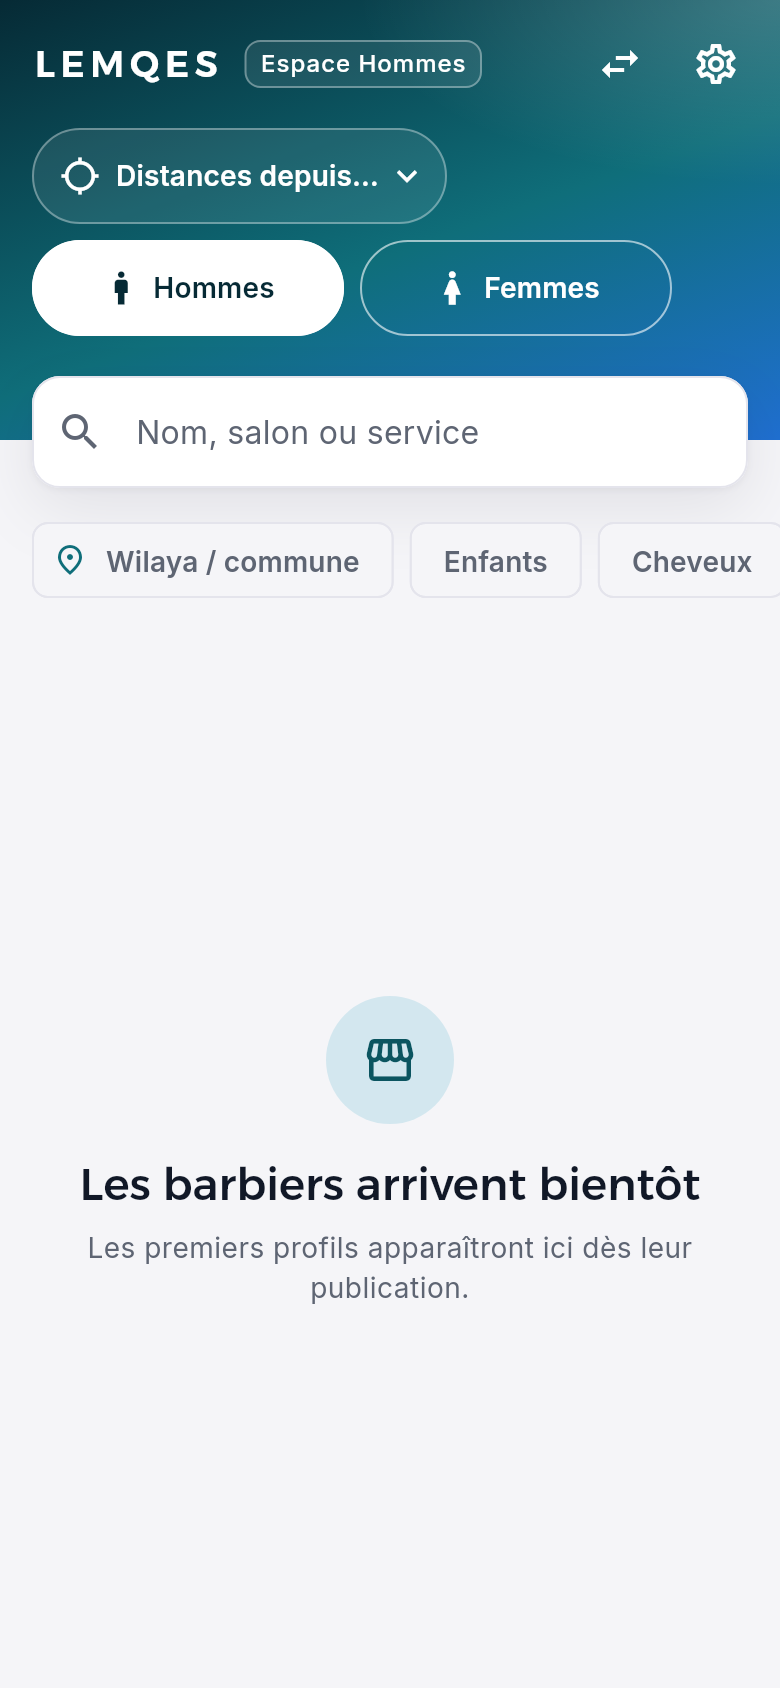 LEMQES
Espace Hommes
Distances depuis...
Hommes
Femmes
Nom, salon ou service
Wilaya / commune
Enfants
Cheveux
Les barbiers arrivent bientôt
Les premiers profils apparaîtront ici dès leur
publication.